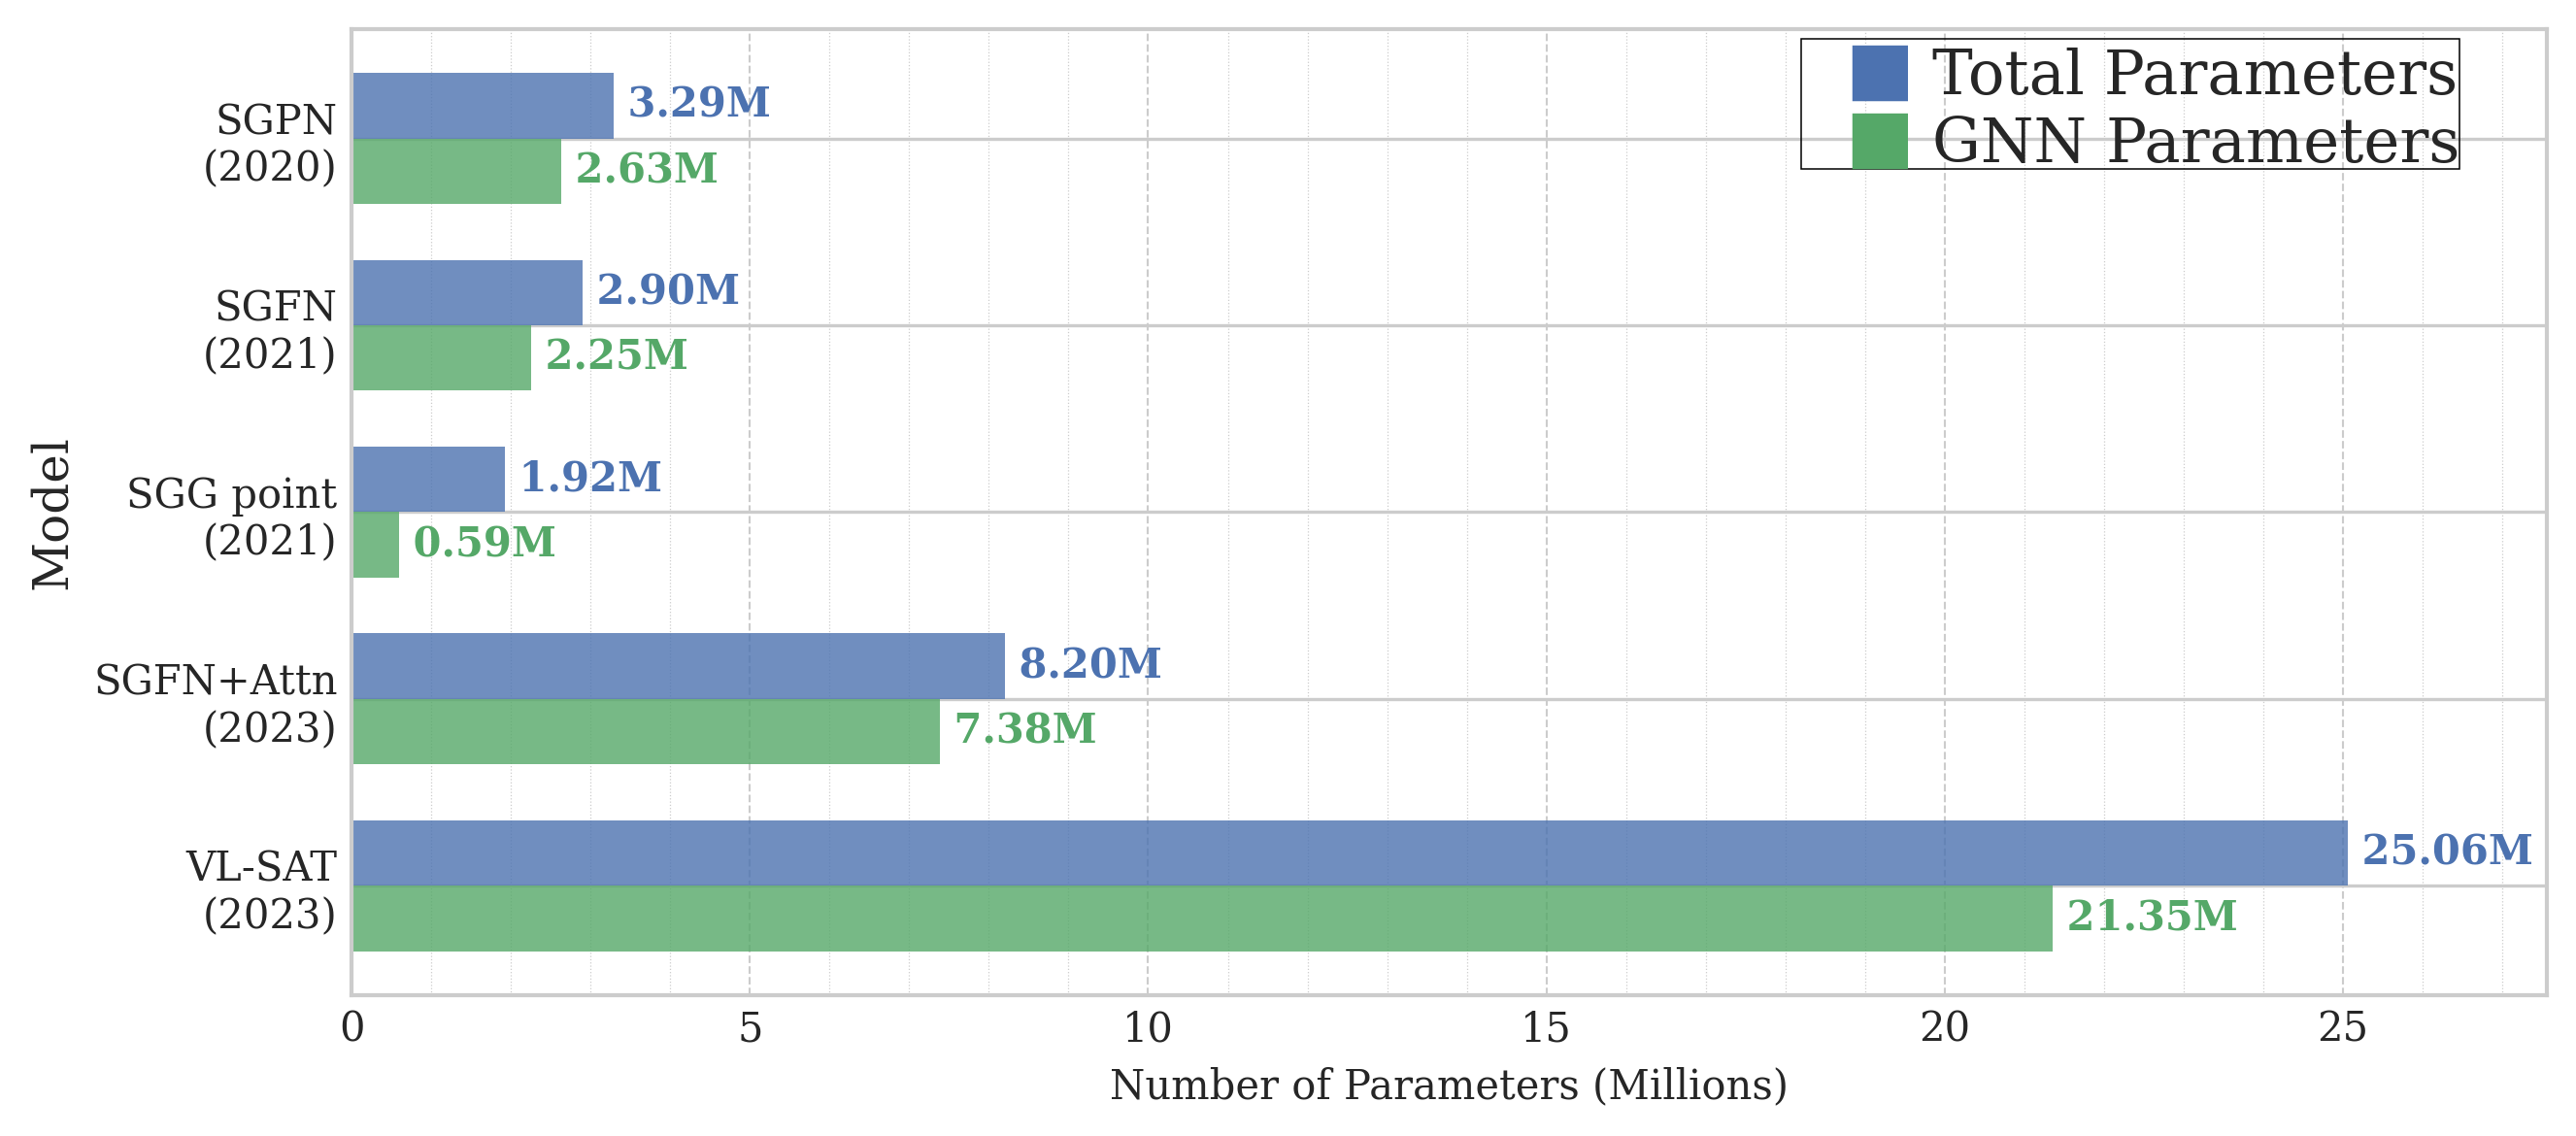 Total Parameters
GNN Parameters
SGPN
(2020)
3.29M
2.63M
SGFN
(2021)
2.90M
2.25M
SGG point
(2021)
1.92M
0.59M
SGFN+Attn
(2023)
8.20M
7.38M
VL-SAT
(2023)
25.06M
21.35M
Model
0 5 10 15 20 25
Number of Parameters (Millions)